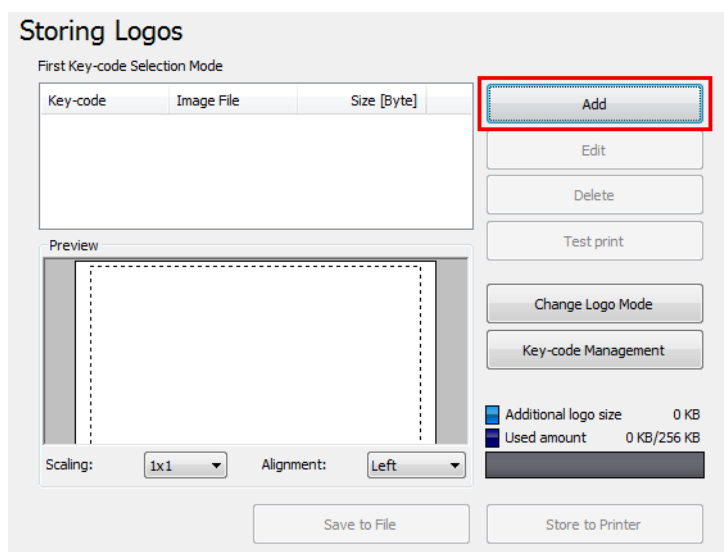 Storing Logos
First Key-code Selection Mode
Key-code Image File Size [Byte]
Add
Edit
Delete
Test print
Preview
Change Logo Mode
Key-code Management
Additional logo size 0 KB
Used amount 0 KB/256 KB
Scaling: 1x1 Alignment: Left
Save to File Store to Printer